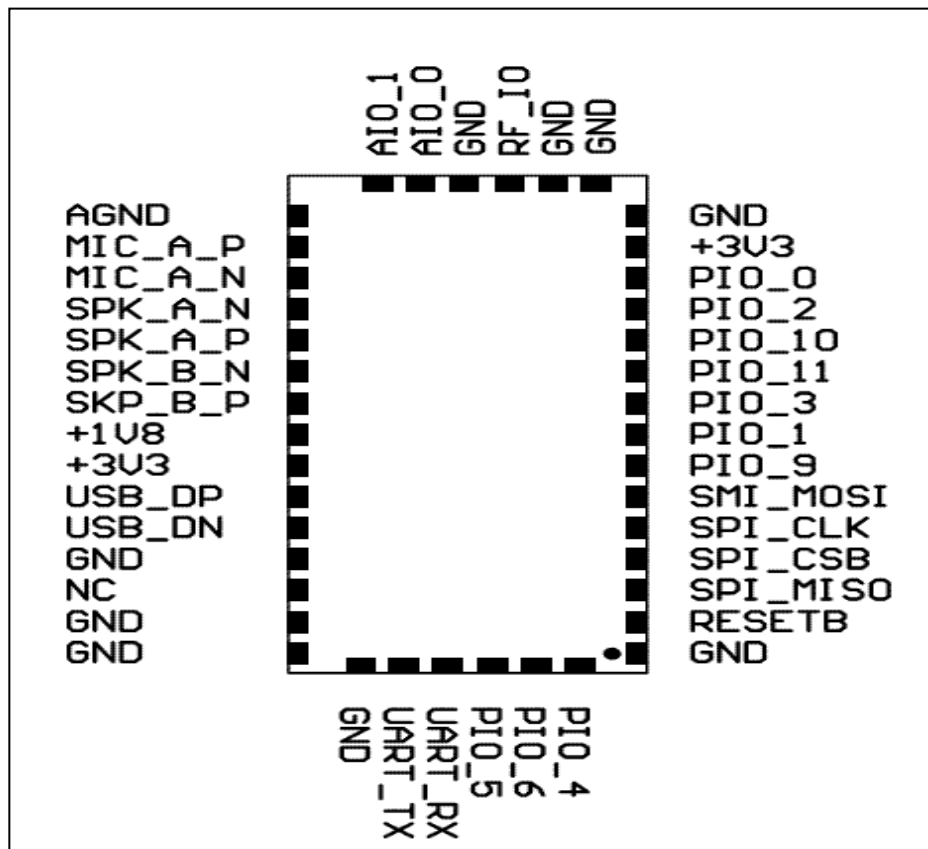 AIO_1
AIO_0
GND
RF_IO
GND
GND
AGND
MIC_A_P
MIC_A_N
SPK_A_N
SPK_A_P
SPK_B_N
SKP_B_P
+1V8
+3V3
USB_DP
USB_DN
GND
NC
GND
GND
GND
+3V3
PIO_0
PIO_2
PIO_10
PIO_11
PIO_3
PIO_1
PIO_9
SMI_MOSI
SPI_CLK
SPI_CSB
SPI_MISO
RESETB
GND
GND
UART_TX
UART_RX
PIO_5
PIO_6
PIO_4